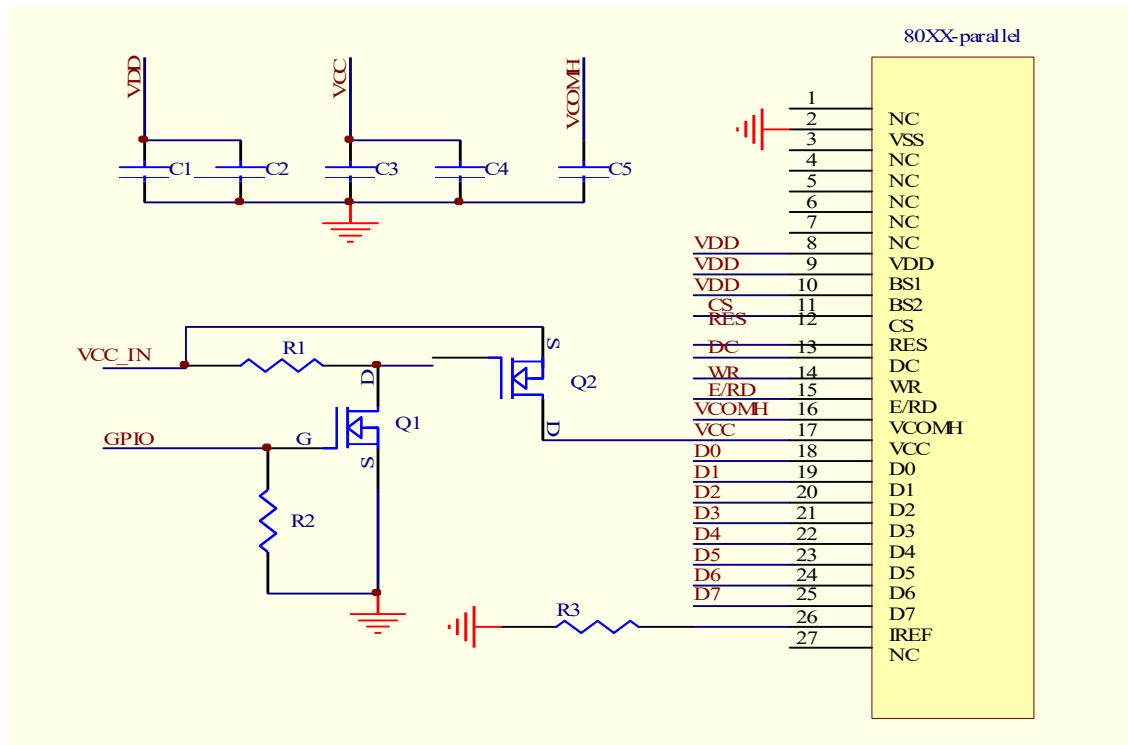 80XX-parallel
VDD
VCC
VCOMH
C1
C2
C3
C4
C5
1
NC
2
VSS
3
NC
4
NC
5
NC
6
NC
7
NC
VDD 8
VDD
VDD 9
BS1
VDD 10
BS2
CS 11
CS
RES 12
RES
DC 13
DC
WR 14
WR
E/RD 15
E/RD
VCOMH 16
VCOMH
VCC 17
VCC
D0 18
D0
D1 19
D1
D2 20
D2
D3 21
D3
D4 22
D4
D5 23
D5
D6 24
D6
D7 25
D7
26
IREF
27
NC
VCC_IN
R1
S
Q2
D
D
Q1
GPIO
G
S
R2
R3